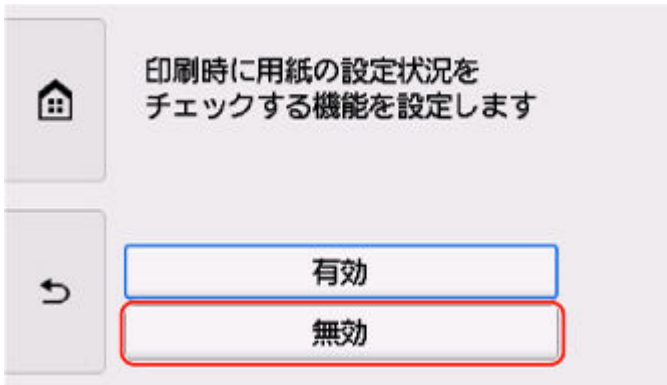 印刷時に用紙の設定状況を
チェックする機能を設定します
有効
無効